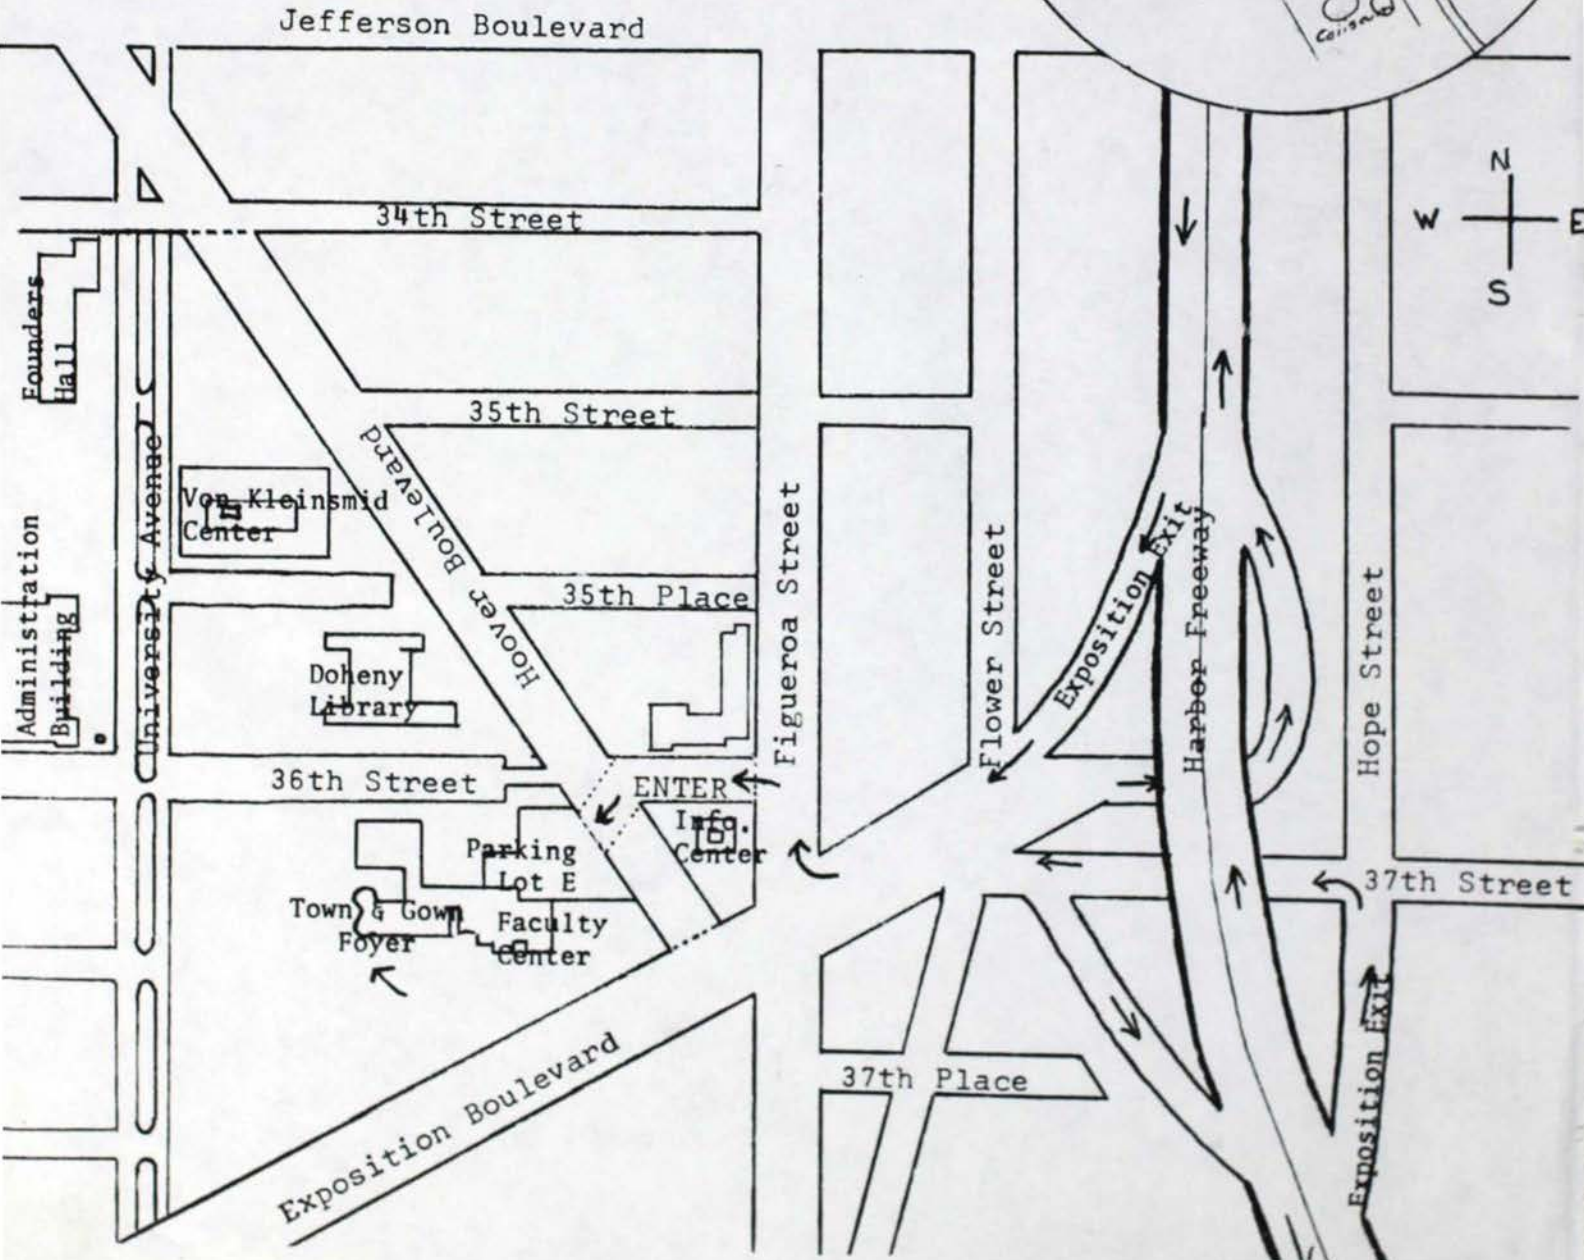 Jefferson Boulevard
Coliseum
N
W E
S
34th Street
Founders
Hall
35th Street
Hoover Boulevard
University Avenue
Von Kleinsmid
Center
Administration
Building
Figueroa Street
Flower Street
Exposition Exit
Harbor Freeway
Hope Street
35th Place
Doheny
Library
36th Street
ENTER
Info.
Center
Parking
Lot E
Town & Gown
Foyer
Faculty
Center
37th Street
Exposition Exit
37th Place
Exposition Boulevard